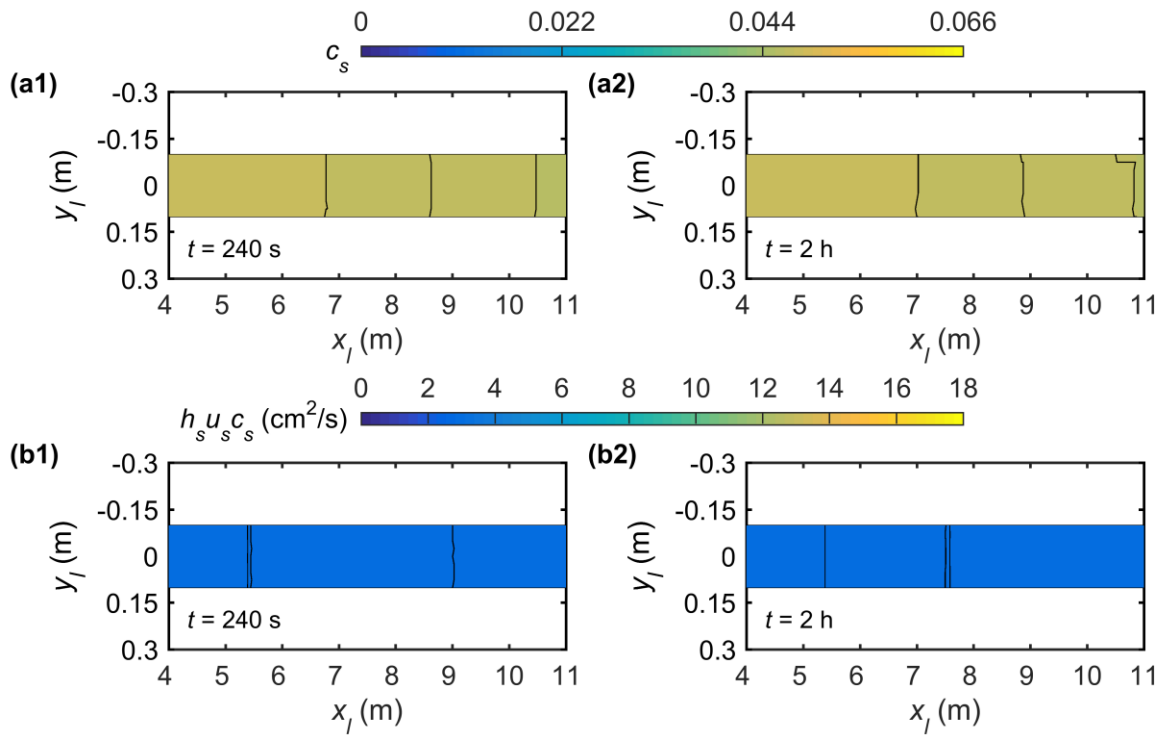 0 0.022 0.044 0.066
c_s
(a1) (a2)
-0.3 -0.3
-0.15 -0.15
y_l (m) 0 y_l (m) 0
0.15 t = 240 s 0.15 t = 2 h
0.3 0.3
4 5 6 7 8 9 10 11 4 5 6 7 8 9 10 11
x_l (m) x_l (m)
0 2 4 6 8 10 12 14 16 18
h_s u_s c_s (cm²/s)
(b1) (b2)
-0.3 -0.3
-0.15 -0.15
y_l (m) 0 y_l (m) 0
0.15 t = 240 s 0.15 t = 2 h
0.3 0.3
4 5 6 7 8 9 10 11 4 5 6 7 8 9 10 11
x_l (m) x_l (m)